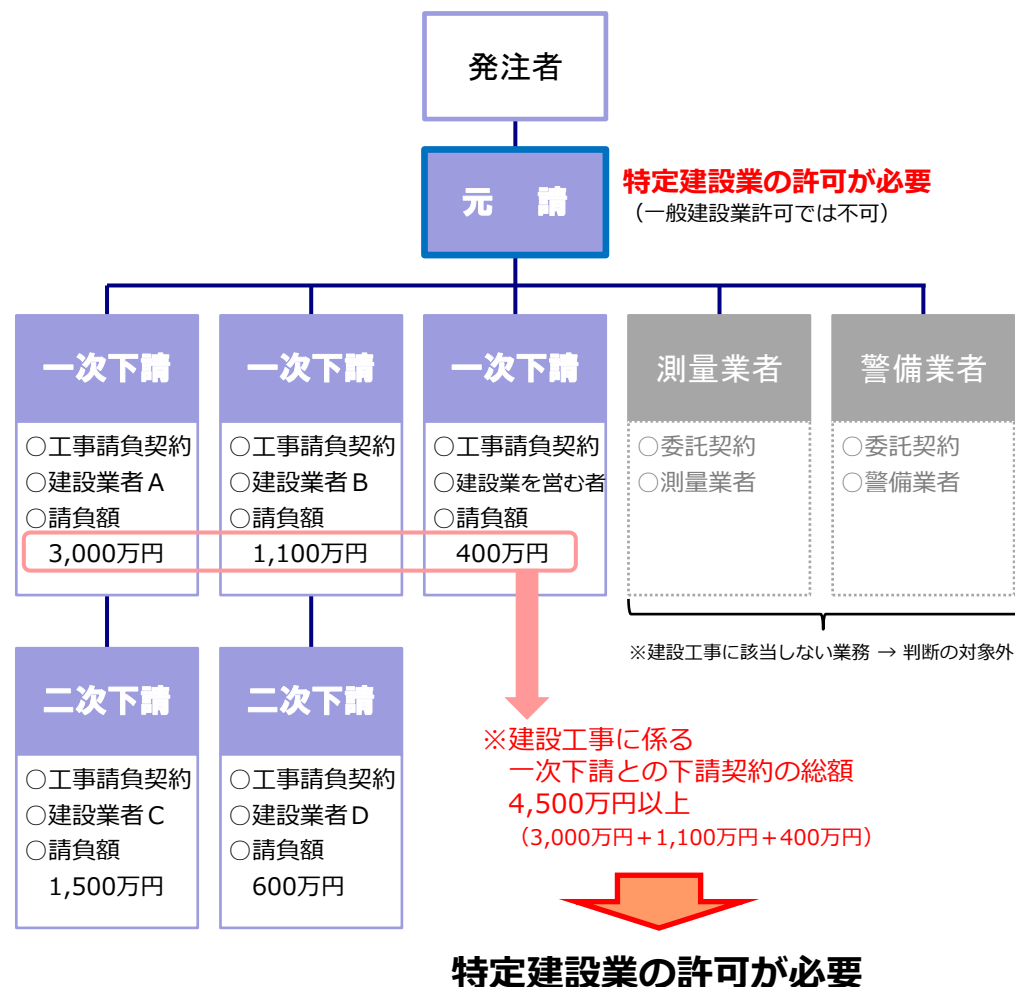 発注者
元　請
特定建設業の許可が必要
（一般建設業許可では不可）
一次下請
○工事請負契約
○建設業者Ａ
○請負額
3,000万円
一次下請
○工事請負契約
○建設業者Ｂ
○請負額
1,100万円
一次下請
○工事請負契約
○建設業を営む者
○請負額
400万円
測量業者
○委託契約
○測量業者
警備業者
○委託契約
○警備業者
※建設工事に該当しない業務 → 判断の対象外
二次下請
○工事請負契約
○建設業者Ｃ
○請負額
1,500万円
二次下請
○工事請負契約
○建設業者Ｄ
○請負額
600万円
※建設工事に係る
一次下請との下請契約の総額
4,500万円以上
（3,000万円＋1,100万円＋400万円）
特定建設業の許可が必要